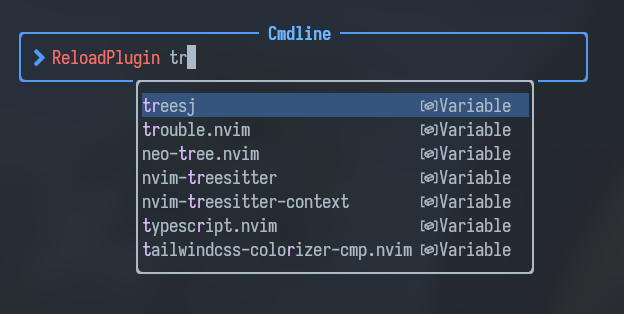 Cmdline
ReloadPlugin tr
treesj Variable
trouble.nvim Variable
neo-tree.nvim Variable
nvim-treesitter Variable
nvim-treesitter-context Variable
typescript.nvim Variable
tailwindcss-colorizer-cmp.nvim Variable